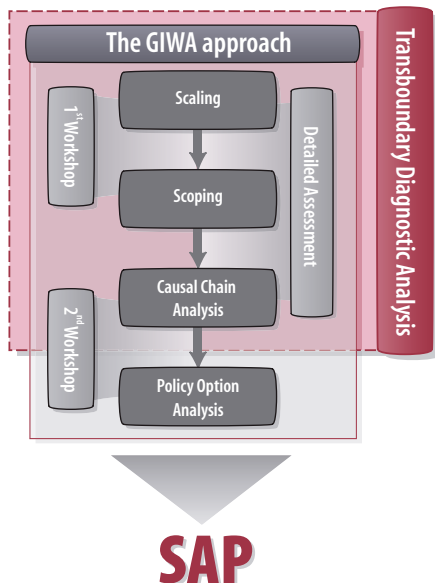 The GIWA approach
Transboundary Diagnostic Analysis
Scaling
1st Workshop
Detailed Assessment
Scoping
Causal Chain
Analysis
2nd Workshop
Policy Option
Analysis
SAP